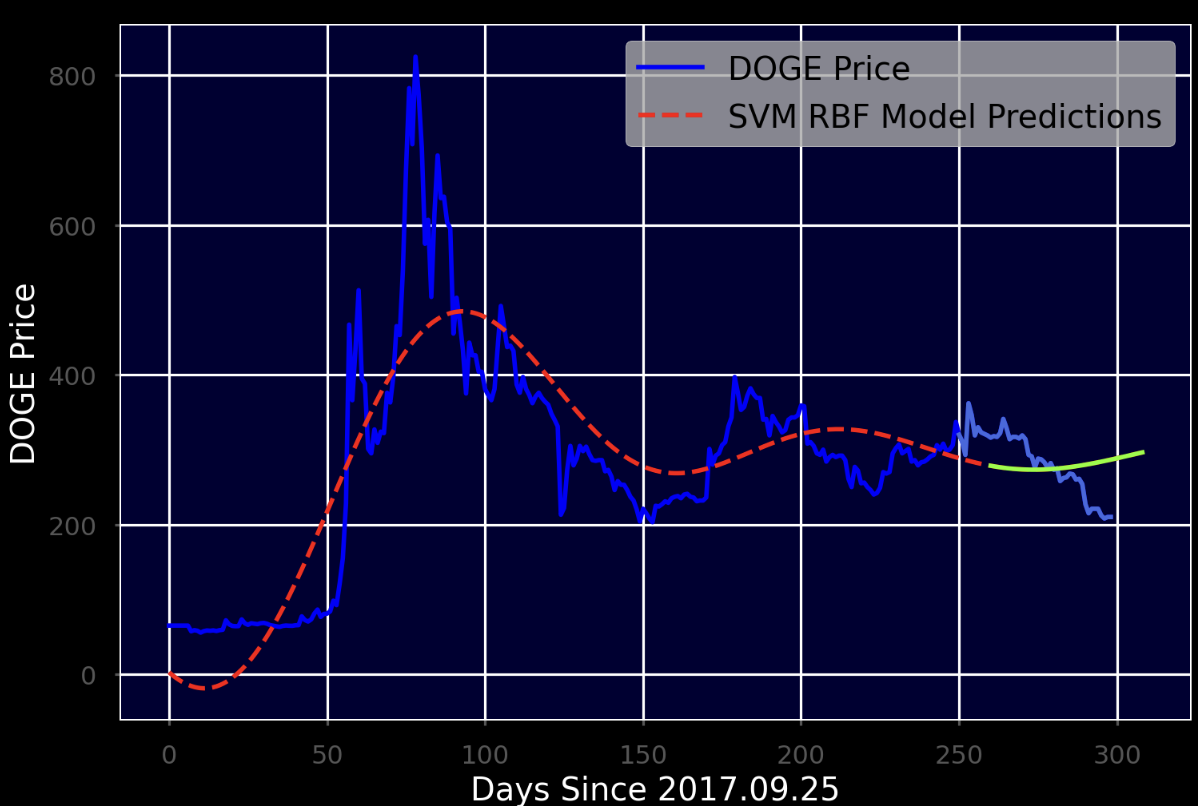 DOGE Price
SVM RBF Model Predictions
800
600
400
200
0
DOGE Price
0 50 100 150 200 250 300
Days Since 2017.09.25